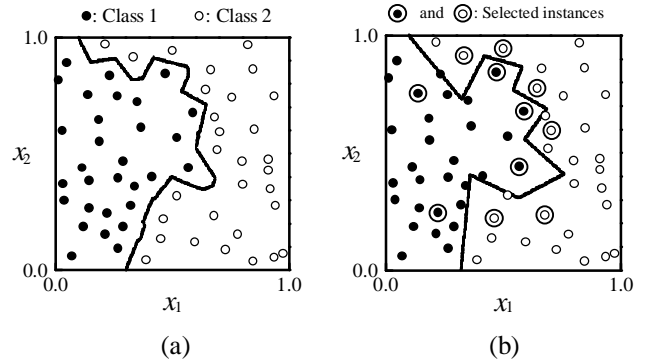 ●: Class 1 ○: Class 2
◉ and ◎: Selected instances
1.0
x2
0.0
0.0 1.0
x1
(a)
1.0
x2
0.0
0.0 1.0
x1
(b)